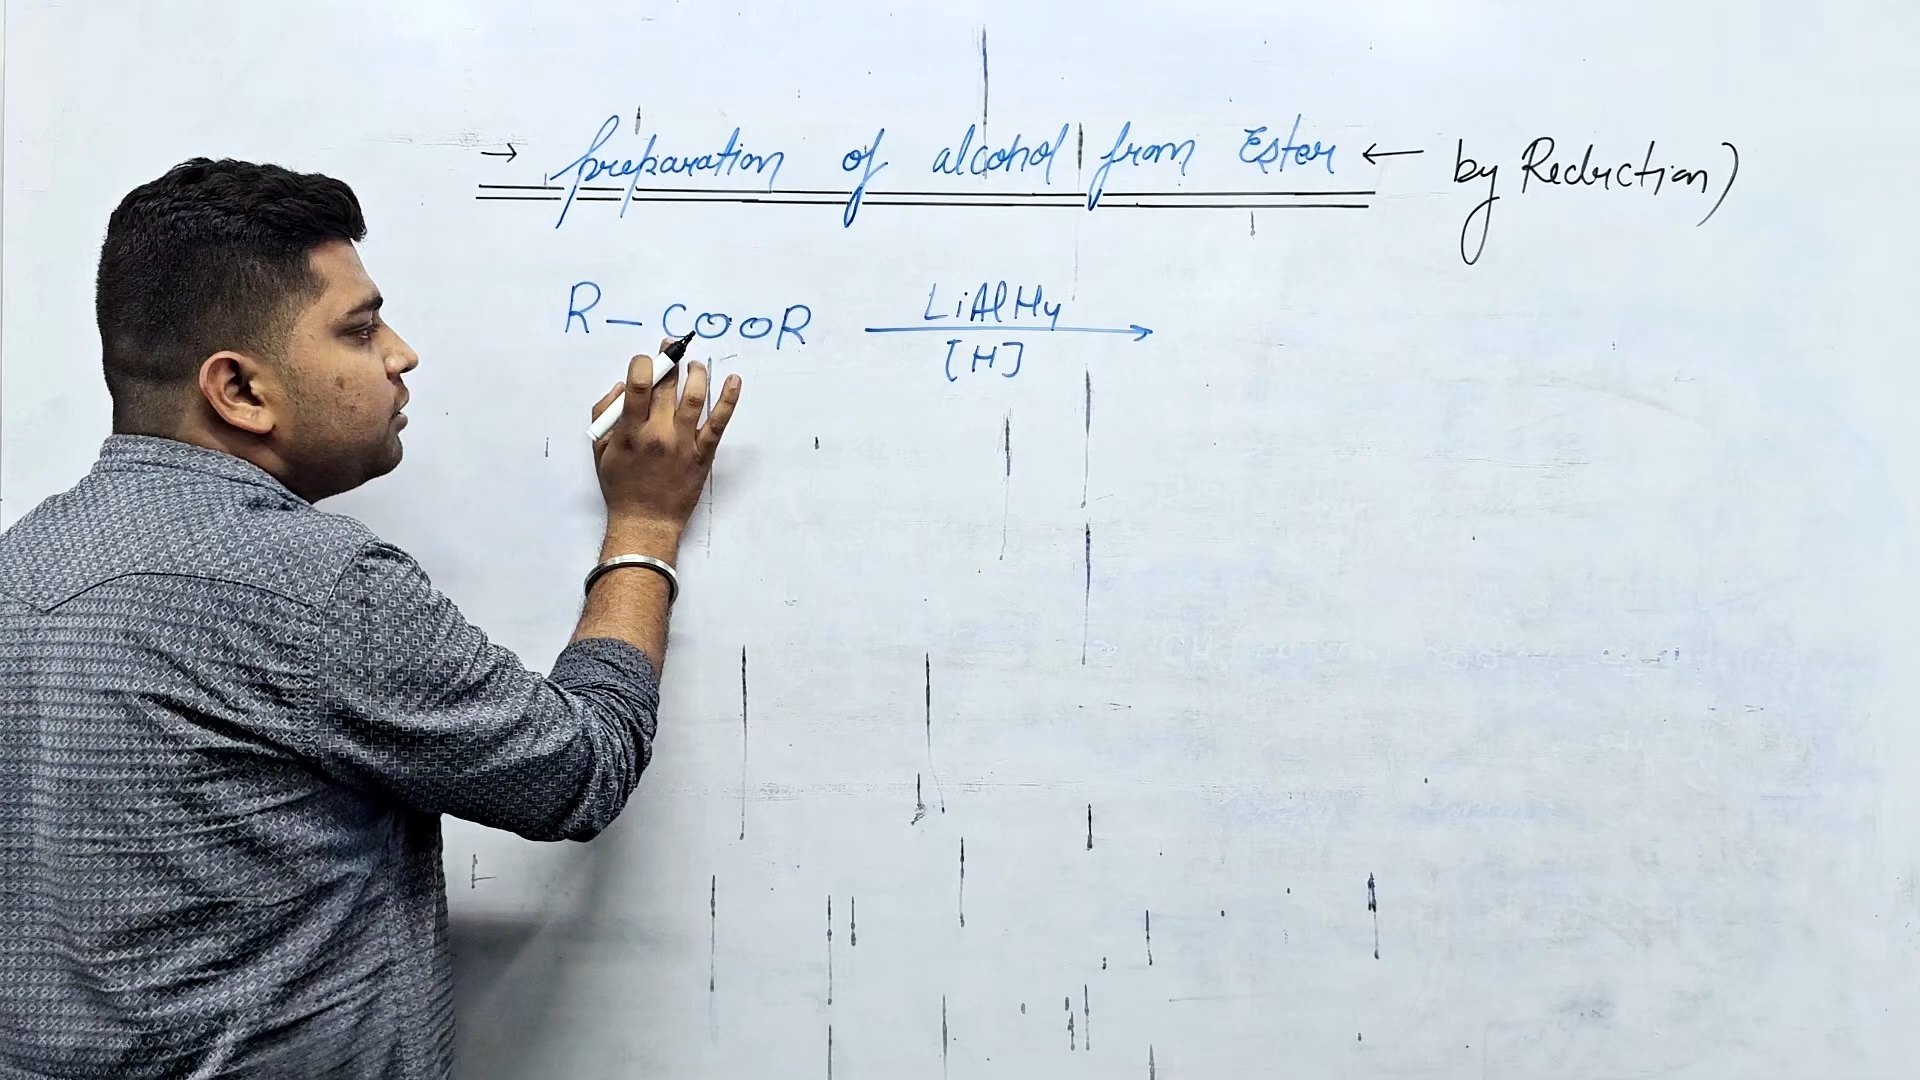 → preparation of alcohol from Ester ← by Reduction)
R - COOR LiAlH4 →
[H]